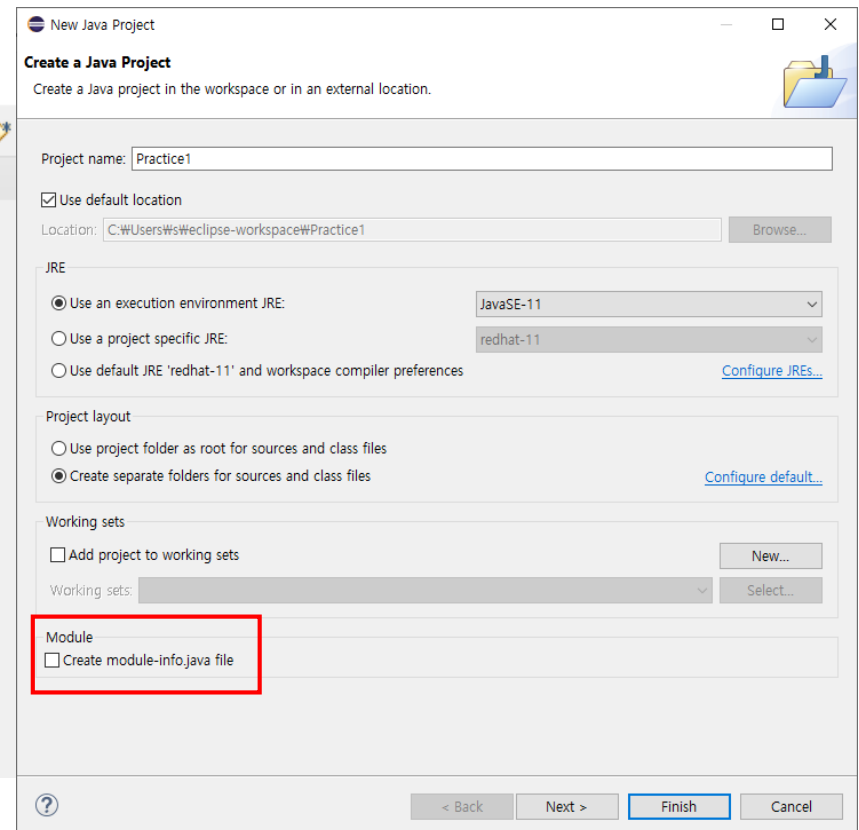 New Java Project
Create a Java Project
Create a Java project in the workspace or in an external location.
Project name: Practice1
Use default location
Location: C:₩Users₩s₩eclipse-workspace₩Practice1 Browse...
JRE
Use an execution environment JRE: JavaSE-11
Use a project specific JRE: redhat-11
Use default JRE 'redhat-11' and workspace compiler preferences Configure JREs...
Project layout
Use project folder as root for sources and class files
Create separate folders for sources and class files Configure default...
Working sets
Add project to working sets New...
Working sets: Select...
Module
Create module-info.java file
? < Back Next > Finish Cancel